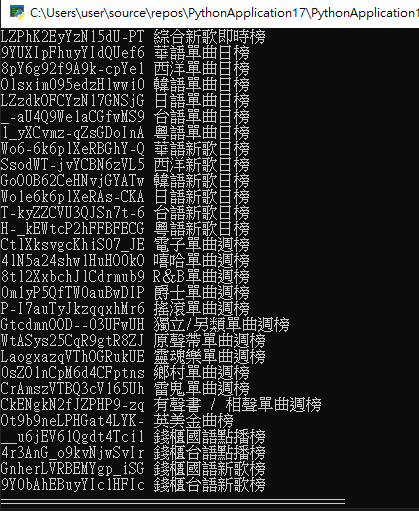 C:\Users\user\source\repos\PythonApplication17\PythonApplication1
LZPhK2EyYzN15dU-PT 綜合新歌即時榜
9YUXIpFhuyYIdQUef6 華語單曲日榜
8pY6g92f9A9k-cpYe1 西洋單曲日榜
Olsxim095edzHlwwiO 韓語單曲日榜
LZzdkOFCYzN17GNSjG 日語單曲日榜
_-aU4Q9We1aCGfwMS9 台語單曲日榜
1_yXCvmz-qZsGDoInA 粵語單曲日榜
Wo6-6k6plXeRBGhY-Q 華語新歌日榜
SsodWT-jvYCBN6zVL5 西洋新歌日榜
GoO0B62CeHNvjGYATw 韓語新歌日榜
Wole6k6plXeRAs-CKA 日語新歌日榜
T-kyZZCVU3QJSn7t-6 台語新歌日榜
H-_kEWtcP2hFFBFECG 粵語新歌日榜
CtlXksvgcKhiS07_JE 電子單曲週榜
4lN5a24shwlHuHO0kO 嘻哈單曲週榜
8tl2XxbchJlCdrmub9 R&B單曲週榜
0mlyP5QfTW0auBwDIP 爵士單曲週榜
P-I7auTyJkzqqxhMr6 搖滾單曲週榜
GtcdmnOOD--03UFwUH 獨立/另類單曲週榜
WtASys25CqR9gtR8ZJ 原聲帶單曲週榜
LaogxazqVThOGRukUE 靈魂樂單曲週榜
0sZO1nCpM6d4CFptns 鄉村單曲週榜
CrAmszVTBQ3cV165Uh 雷鬼單曲週榜
CkENgkN2fJZPHP9-zq 有聲書 / 相聲單曲週榜
Ot9b9neLPHGat4LYK- 英美金曲榜
__u6jEV61Qgdt4Tci1 錢櫃國語點播榜
4r3AnG_o9kvNjwSvIr 錢櫃台語點播榜
GnherLVRBEMYgp_iSG 錢櫃國語新歌榜
9YObAhEBuyYIc1HFIc 錢櫃台語新歌榜
===========================================